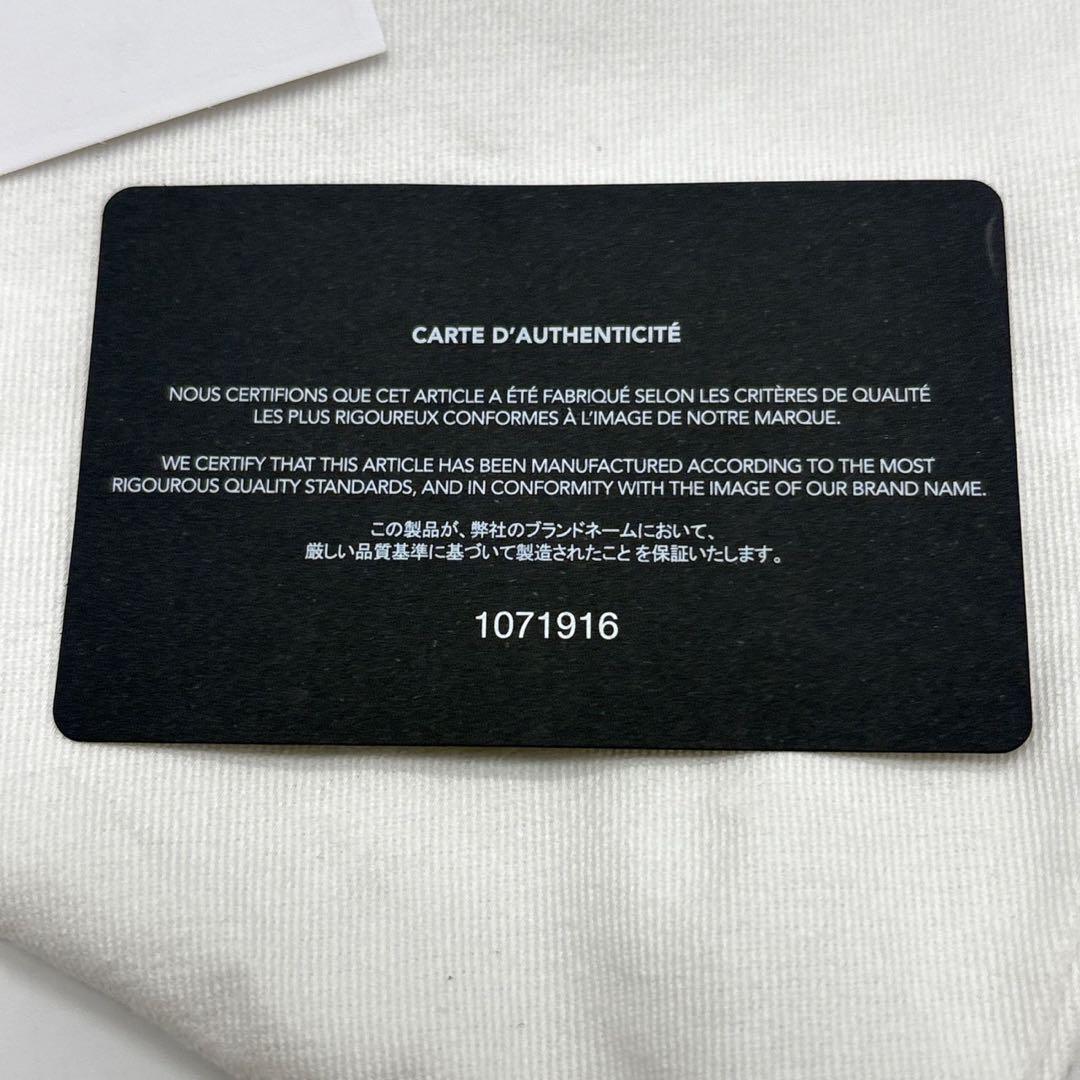 CARTE D'AUTHENTICITÉ
NOUS CERTIFIONS QUE CET ARTICLE A ÉTÉ FABRIQUÉ SELON LES CRITÈRES DE QUALITÉ
LES PLUS RIGOUREUX CONFORMES À L'IMAGE DE NOTRE MARQUE.
WE CERTIFY THAT THIS ARTICLE HAS BEEN MANUFACTURED ACCORDING TO THE MOST
RIGOUROUS QUALITY STANDARDS, AND IN CONFORMITY WITH THE IMAGE OF OUR BRAND NAME.
この製品が、弊社のブランドネームにおいて、
厳しい品質基準に基づいて製造されたことを保証いたします。
1071916